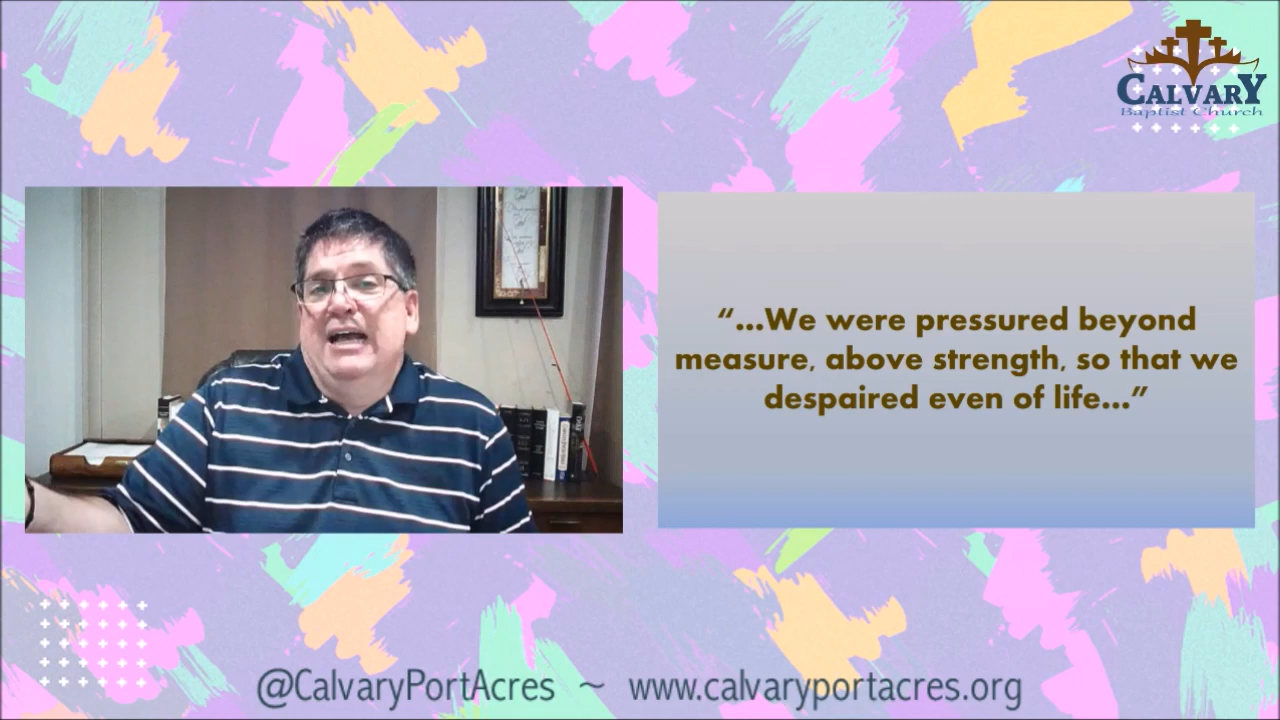 CALVARY
Baptist Church
“...We were pressured beyond
measure, above strength, so that we
despaired even of life...”
@CalvaryPortAcres ~ www.calvaryportacres.org